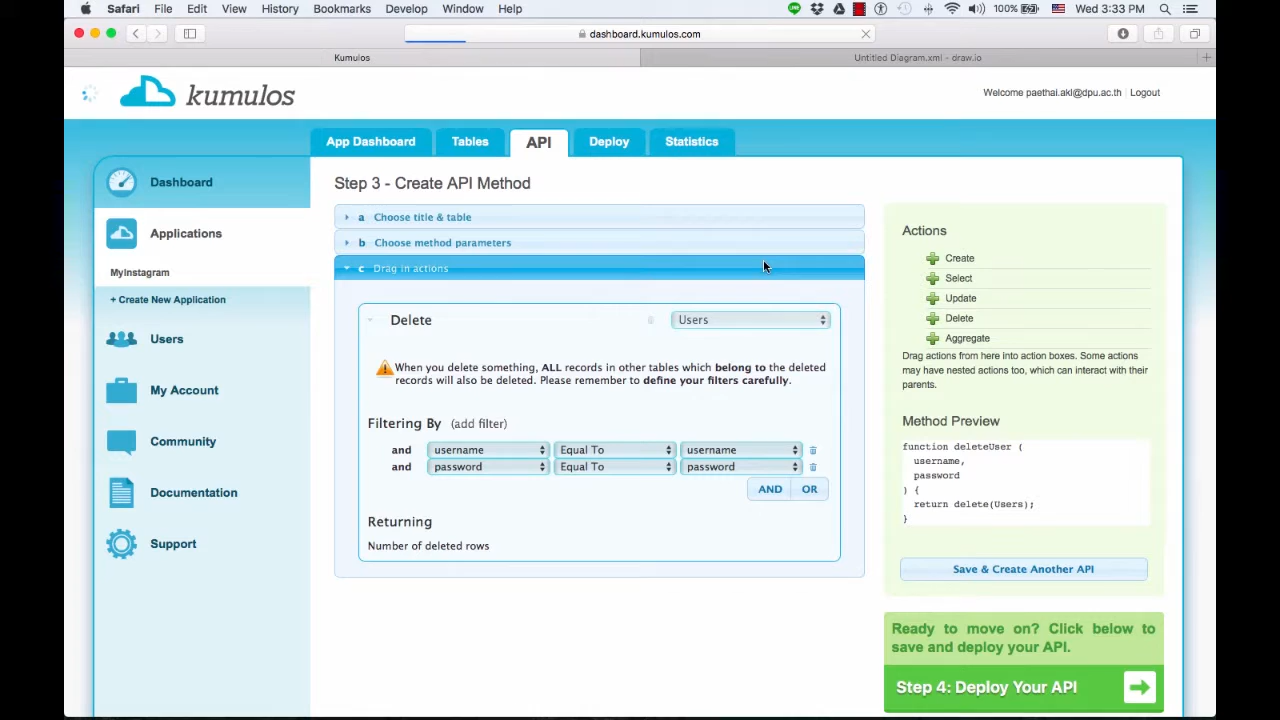 Safari File Edit View History Bookmarks Develop Window Help 100% Wed 3:33 PM
dashboard.kumulos.com
Kumulos Untitled Diagram.xml - draw.io
kumulos Welcome paethai.akl@dpu.ac.th | Logout
App Dashboard Tables API Deploy Statistics
Dashboard
Applications
MyInstagram
+ Create New Application
Users
My Account
Community
Documentation
Support
Step 3 - Create API Method
a Choose title & table
b Choose method parameters
c Drag in actions
Delete Users
When you delete something, ALL records in other tables which belong to the deleted
records will also be deleted. Please remember to define your filters carefully.
Filtering By (add filter)
and username Equal To username
and password Equal To password
AND OR
Returning
Number of deleted rows
Actions
Create
Select
Update
Delete
Aggregate
Drag actions from here into action boxes. Some actions
may have nested actions too, which can interact with their
parents.
Method Preview
function deleteUser (
username,
password
) {
return delete(Users);
}
Save & Create Another API
Ready to move on? Click below to
save and deploy your API.
Step 4: Deploy Your API